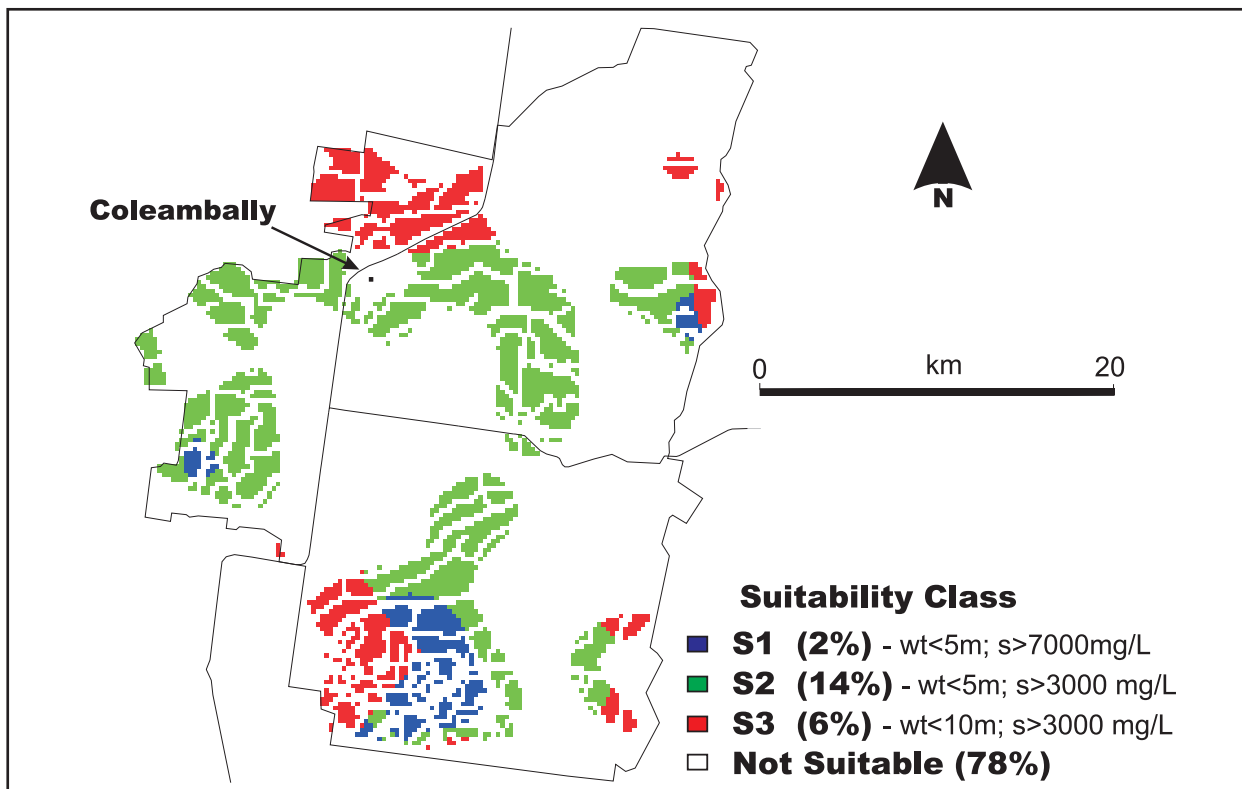 Coleambally
N
km
0 20
Suitability Class
S1 (2%) - wt<5m; s>7000mg/L
S2 (14%) - wt<5m; s>3000 mg/L
S3 (6%) - wt<10m; s>3000 mg/L
Not Suitable (78%)